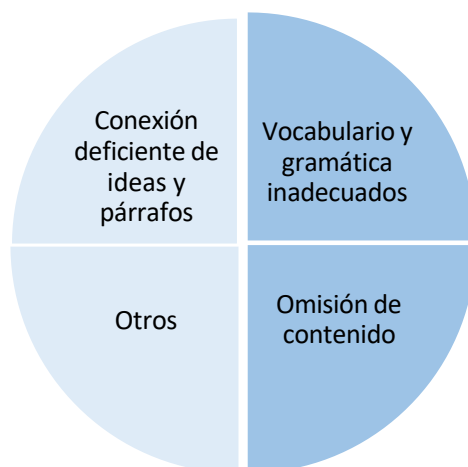 Conexión
deficiente de
ideas y
párrafos
Vocabulario y
gramática
inadecuados
Otros
Omisión de
contenido